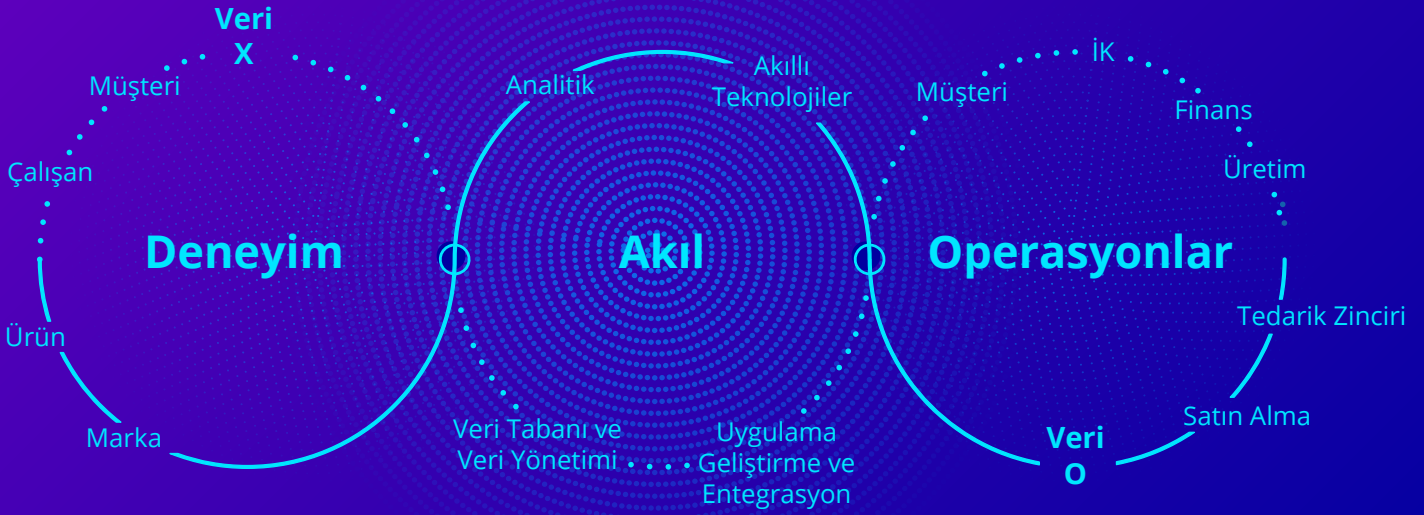 Veri
X
Müşteri
Çalışan
Deneyim
Ürün
Marka
Analitik
Akıllı
Teknolojiler
Akıl
Veri Tabanı ve
Veri Yönetimi
Uygulama
Geliştirme ve
Entegrasyon
Müşteri
İK
Finans
Üretim
Operasyonlar
Tedarik Zinciri
Satın Alma
Veri
O